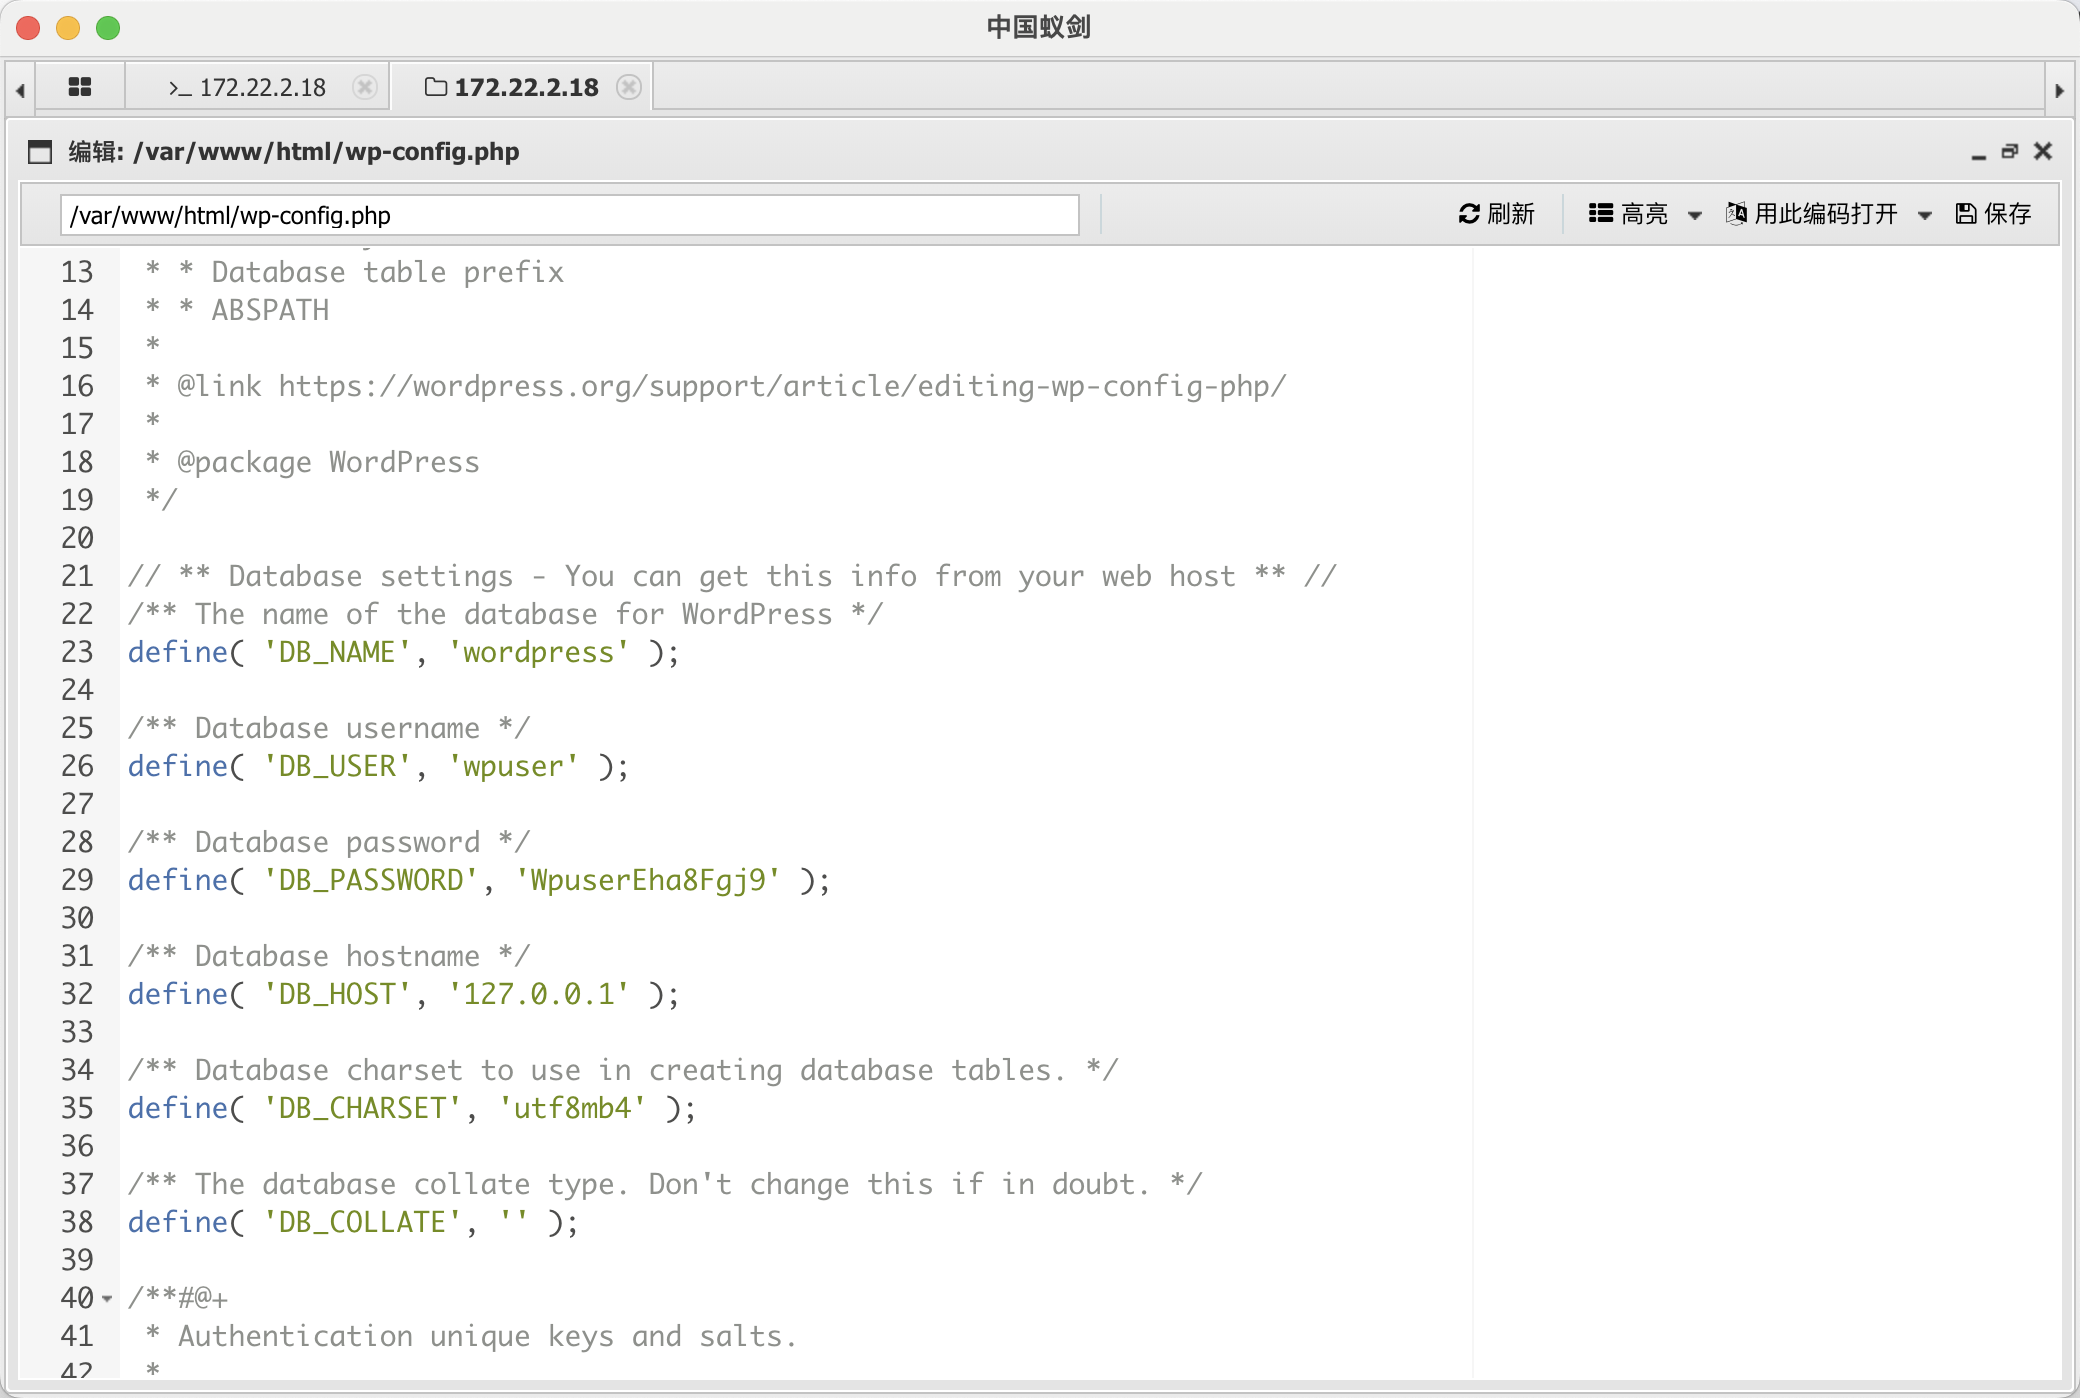 中国蚁剑
>_ 172.22.2.18
172.22.2.18
编辑: /var/www/html/wp-config.php
/var/www/html/wp-config.php
刷新
高亮
用此编码打开
保存
13 * * Database table prefix
14 * * ABSPATH
15 *
16 * @link https://wordpress.org/support/article/editing-wp-config-php/
17 *
18 * @package WordPress
19 */
20
21 // ** Database settings - You can get this info from your web host ** //
22 /** The name of the database for WordPress */
23 define( 'DB_NAME', 'wordpress' );
24
25 /** Database username */
26 define( 'DB_USER', 'wpuser' );
27
28 /** Database password */
29 define( 'DB_PASSWORD', 'WpuserEha8Fgj9' );
30
31 /** Database hostname */
32 define( 'DB_HOST', '127.0.0.1' );
33
34 /** Database charset to use in creating database tables. */
35 define( 'DB_CHARSET', 'utf8mb4' );
36
37 /** The database collate type. Don't change this if in doubt. */
38 define( 'DB_COLLATE', '' );
39
40 /**#@+
41 * Authentication unique keys and salts.
42 *